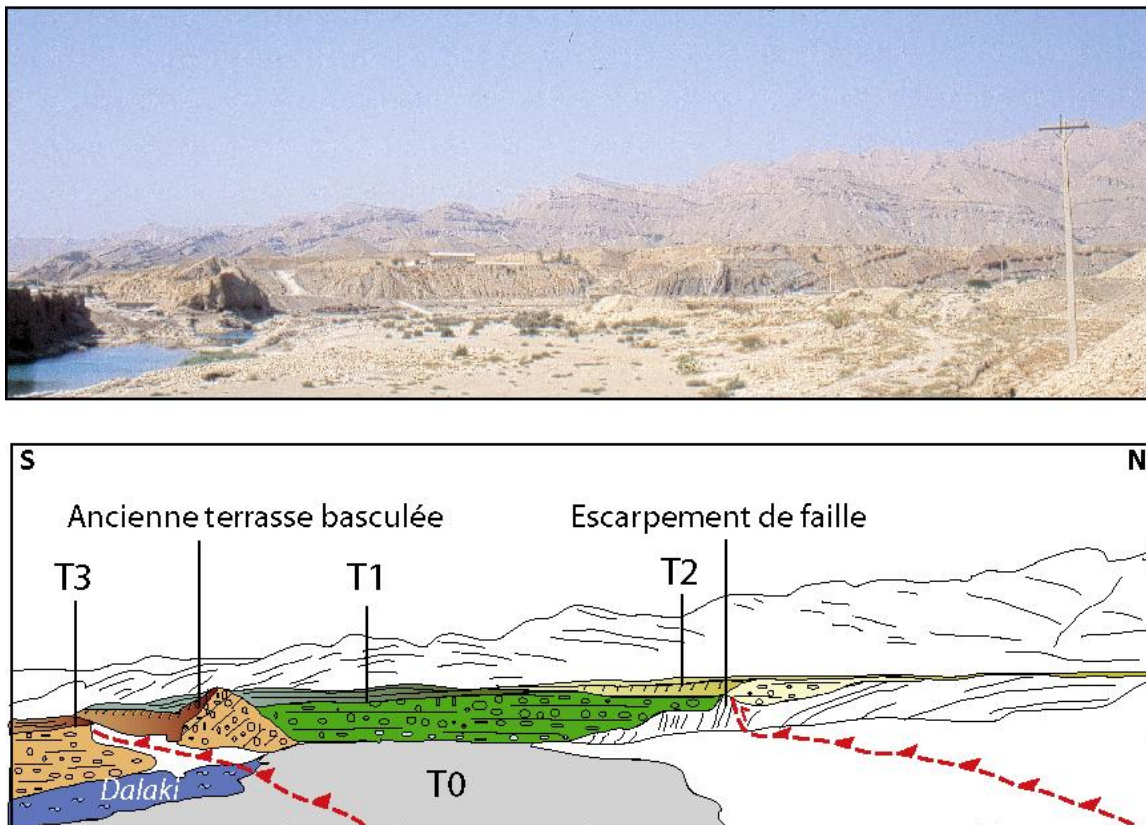 S
N
Ancienne terrasse basculée
Escarpement de faille
T3
T1
T2
Dalaki
T0